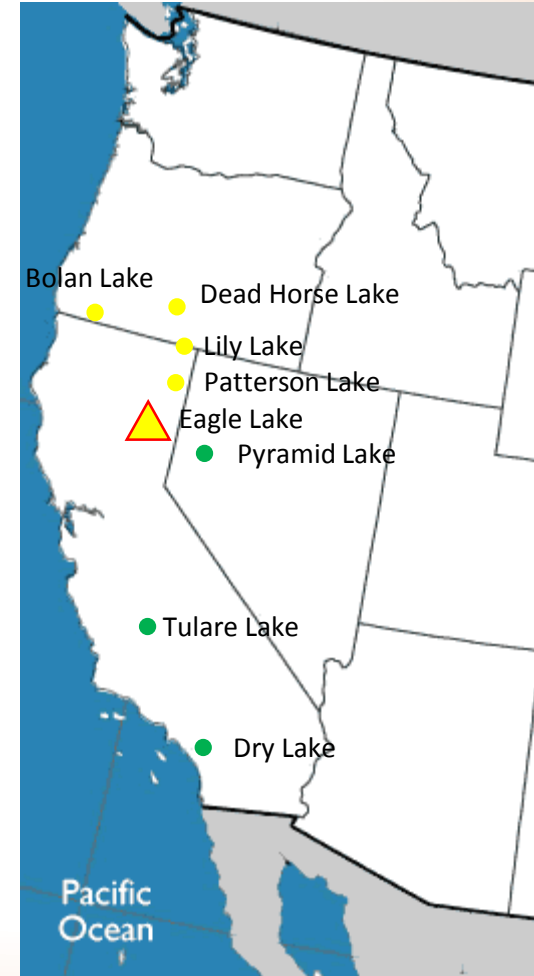 Bolan Lake
Dead Horse Lake
Lily Lake
Patterson Lake
Eagle Lake
Pyramid Lake
Tulare Lake
Dry Lake
Pacific
Ocean